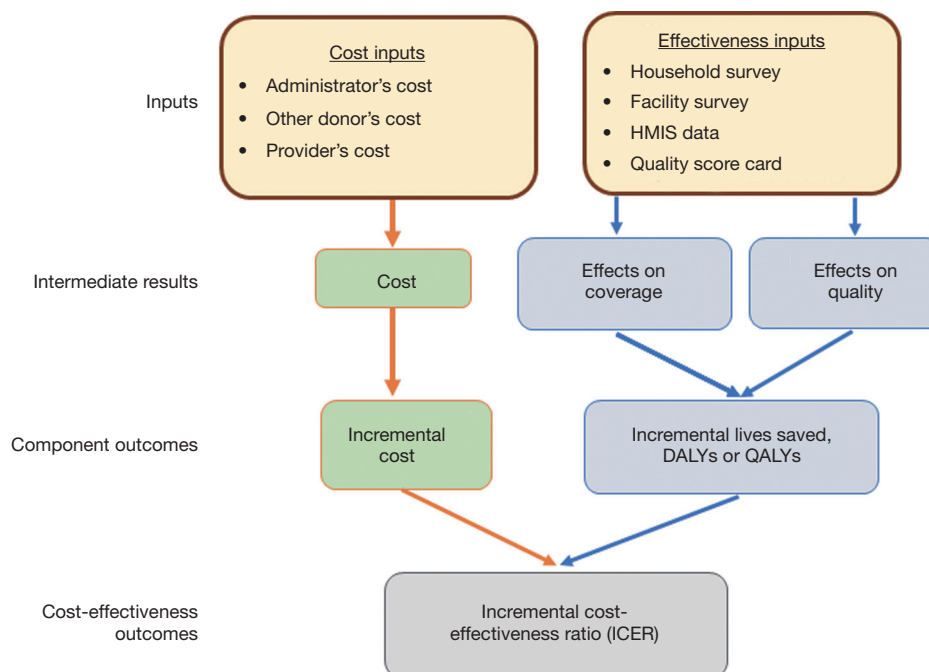 Inputs
Cost inputs
• Administrator's cost
• Other donor's cost
• Provider's cost
Effectiveness inputs
• Household survey
• Facility survey
• HMIS data
• Quality score card
Intermediate results
Cost
Effects on
coverage
Effects on
quality
Component outcomes
Incremental
cost
Incremental lives saved,
DALYs or QALYs
Cost-effectiveness
outcomes
Incremental cost-
effectiveness ratio (ICER)